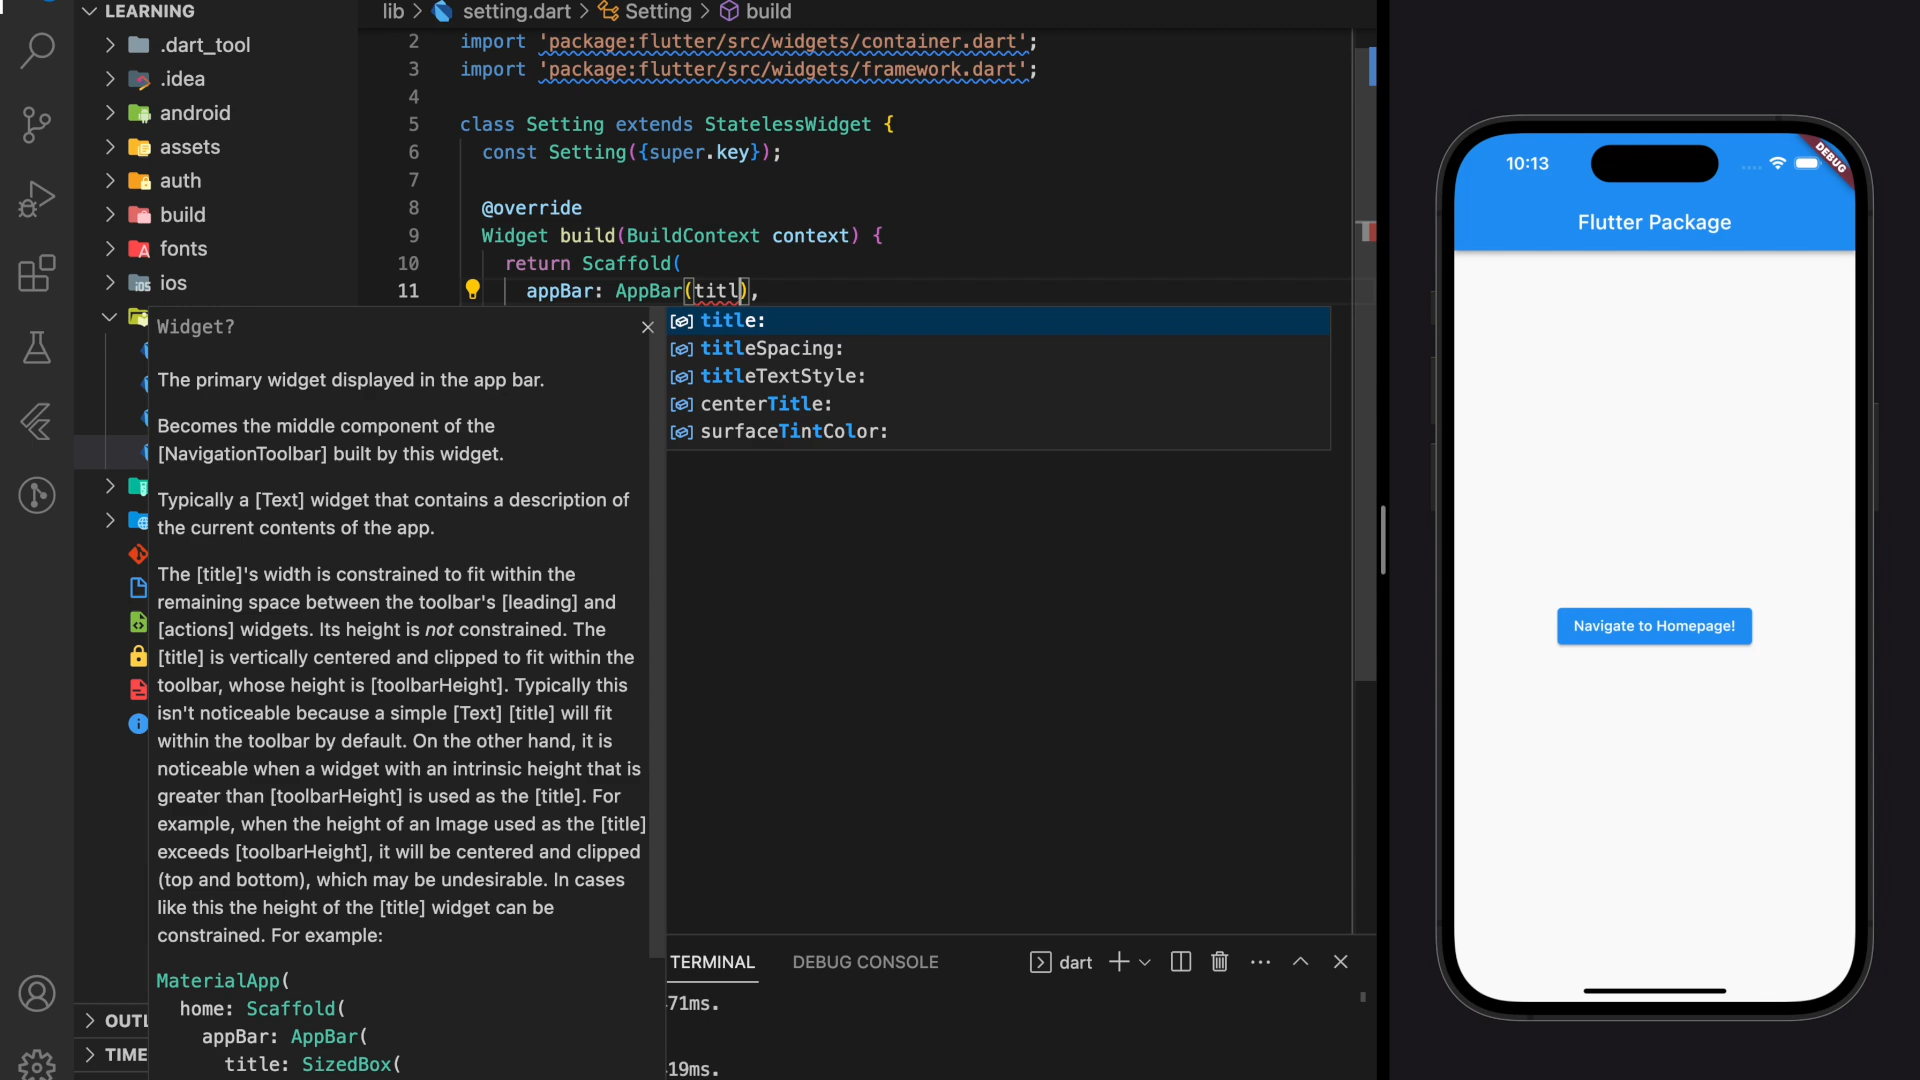 LEARNING
.dart_tool
.idea
android
assets
auth
build
fonts
ios
OUTL
TIME
lib > setting.dart > Setting > build
2 import 'package:flutter/src/widgets/container.dart';
3 import 'package:flutter/src/widgets/framework.dart';
4
5 class Setting extends StatelessWidget {
6 const Setting({super.key});
7
8 @override
9 Widget build(BuildContext context) {
10 return Scaffold(
11 appBar: AppBar(titl),
title:
titleSpacing:
titleTextStyle:
centerTitle:
surfaceTintColor:
Widget?
The primary widget displayed in the app bar.
Becomes the middle component of the
[NavigationToolbar] built by this widget.
Typically a [Text] widget that contains a description of
the current contents of the app.
The [title]'s width is constrained to fit within the
remaining space between the toolbar's [leading] and
[actions] widgets. Its height is not constrained. The
[title] is vertically centered and clipped to fit within the
toolbar, whose height is [toolbarHeight]. Typically this
isn't noticeable because a simple [Text] [title] will fit
within the toolbar by default. On the other hand, it is
noticeable when a widget with an intrinsic height that is
greater than [toolbarHeight] is used as the [title]. For
example, when the height of an Image used as the [title]
exceeds [toolbarHeight], it will be centered and clipped
(top and bottom), which may be undesirable. In cases
like this the height of the [title] widget can be
constrained. For example:
MaterialApp(
home: Scaffold(
appBar: AppBar(
title: SizedBox(
TERMINAL DEBUG CONSOLE dart
71ms.
19ms.
10:13
DEBUG
Flutter Package
Navigate to Homepage!